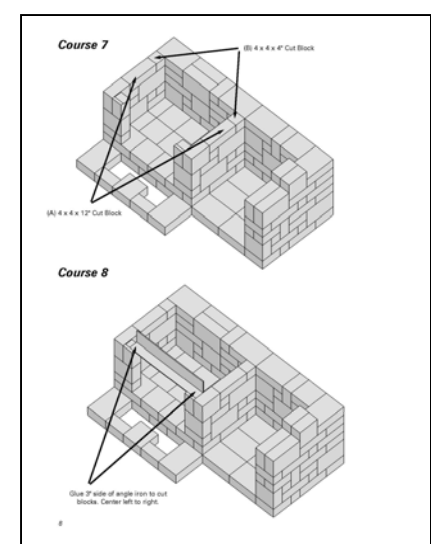 Course 7
(B) 4 x 4 x 4" Cut Block
(A) 4 x 4 x 12" Cut Block
Course 8
Glue 3" side of angle iron to cut
blocks. Center left to right.
8